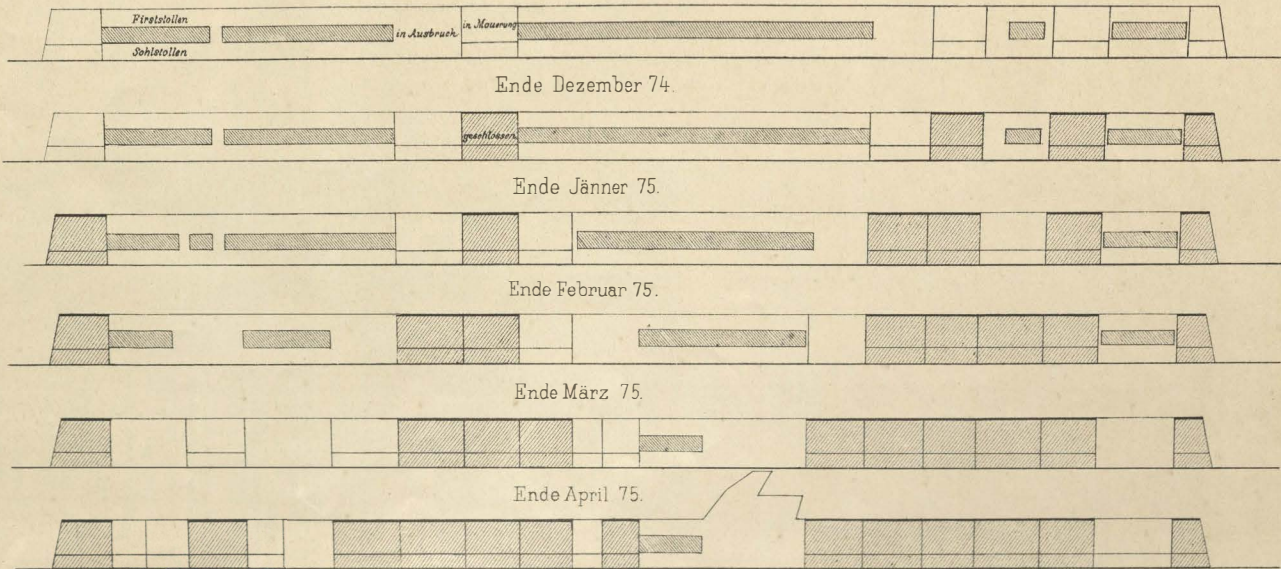 Firststollen
in Mauerung
in Ausbruch
Sohlstollen
Ende Dezember 74.
geschlossen
Ende Jänner 75.
Ende Februar 75.
Ende März 75.
Ende April 75.